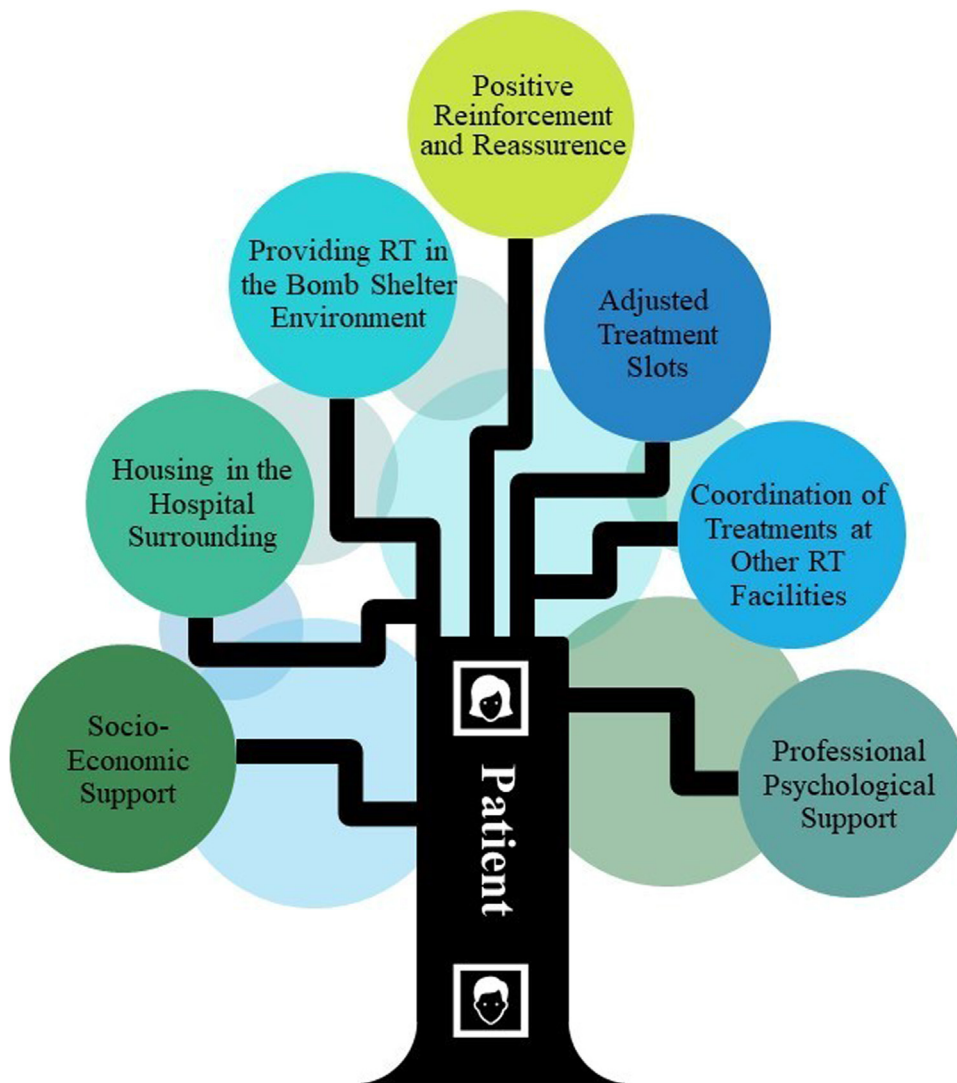 Positive
Reinforcement
and Reassurence
Providing RT in
the Bomb Shelter
Environment
Adjusted
Treatment
Slots
Housing in the
Hospital
Surrounding
Coordination of
Treatments at
Other RT
Facilities
Socio-
Economic
Support
Professional
Psychological
Support
Patient